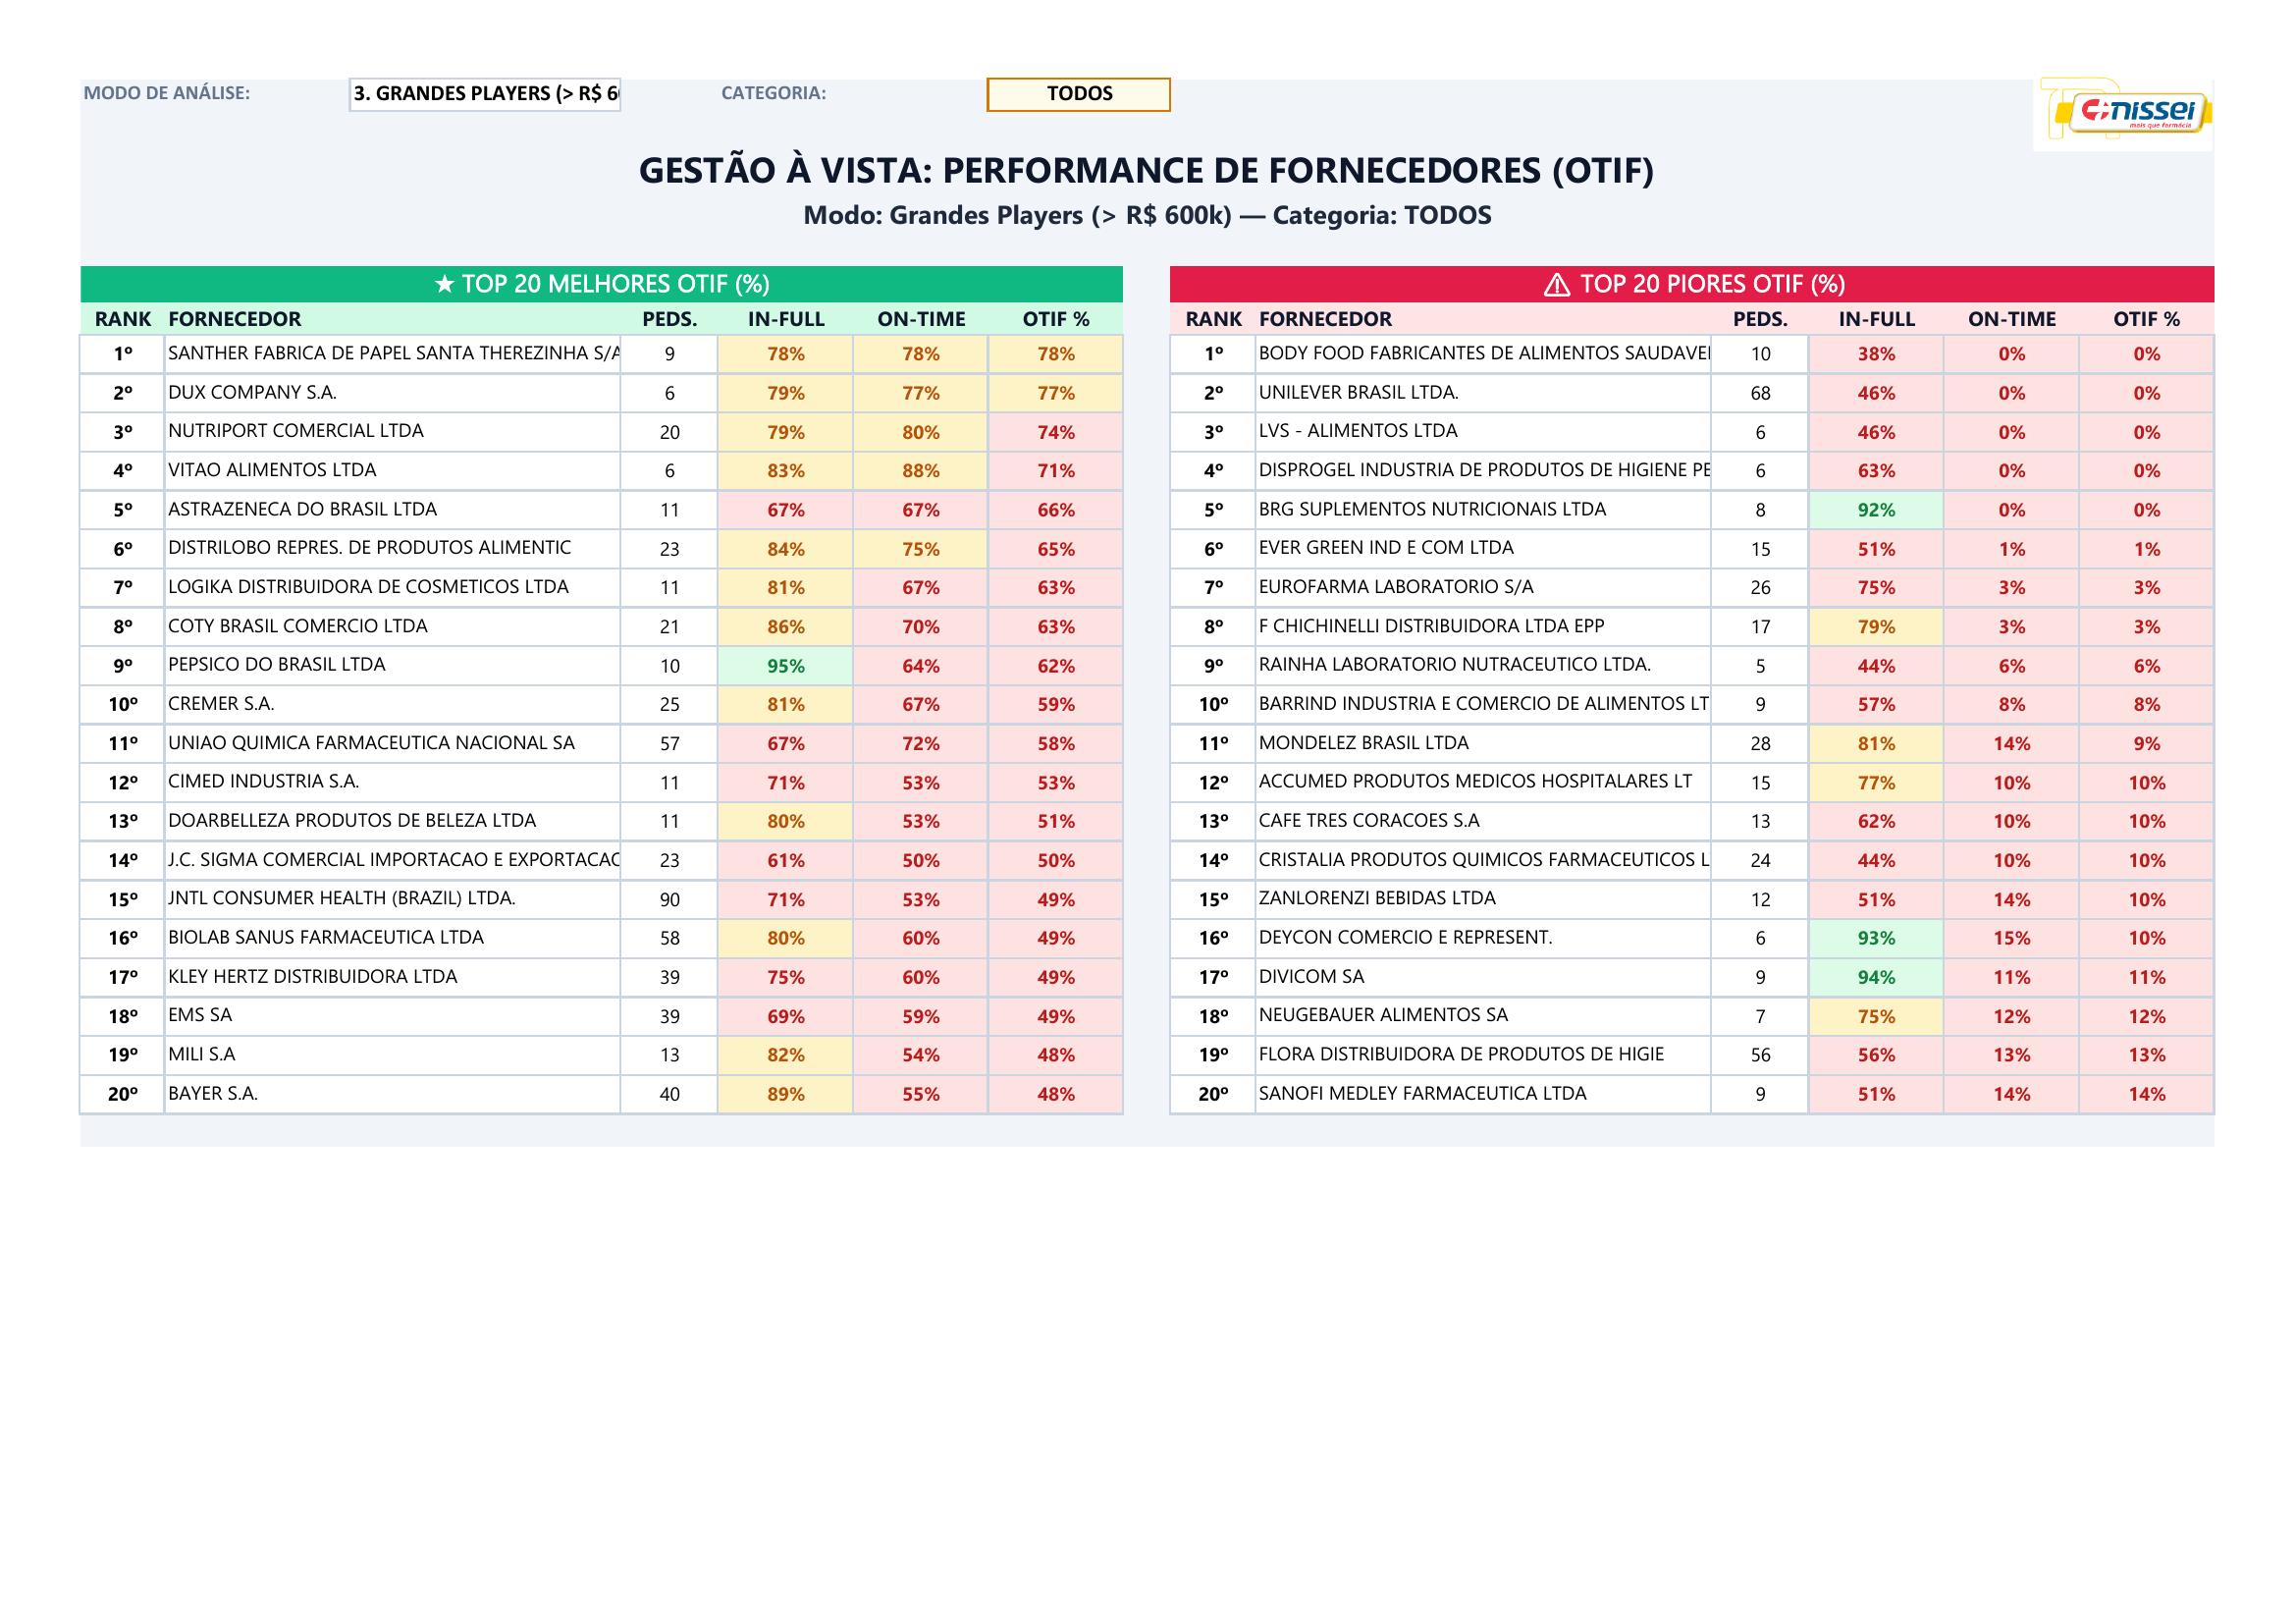 MODO DE ANÁLISE: 3. GRANDES PLAYERS (> R$ 6 CATEGORIA: TODOS
nissei
mais que farmácia
GESTÃO À VISTA: PERFORMANCE DE FORNECEDORES (OTIF)
Modo: Grandes Players (> R$ 600k) — Categoria: TODOS
★ TOP 20 MELHORES OTIF (%)
RANK FORNECEDOR PEDS. IN-FULL ON-TIME OTIF %
1º SANTHER FABRICA DE PAPEL SANTA THEREZINHA S/A 9 78% 78% 78%
2º DUX COMPANY S.A. 6 79% 77% 77%
3º NUTRIPORT COMERCIAL LTDA 20 79% 80% 74%
4º VITAO ALIMENTOS LTDA 6 83% 88% 71%
5º ASTRAZENECA DO BRASIL LTDA 11 67% 67% 66%
6º DISTRILOBO REPRES. DE PRODUTOS ALIMENTIC 23 84% 75% 65%
7º LOGIKA DISTRIBUIDORA DE COSMETICOS LTDA 11 81% 67% 63%
8º COTY BRASIL COMERCIO LTDA 21 86% 70% 63%
9º PEPSICO DO BRASIL LTDA 10 95% 64% 62%
10º CREMER S.A. 25 81% 67% 59%
11º UNIAO QUIMICA FARMACEUTICA NACIONAL SA 57 67% 72% 58%
12º CIMED INDUSTRIA S.A. 11 71% 53% 53%
13º DOARBELLEZA PRODUTOS DE BELEZA LTDA 11 80% 53% 51%
14º J.C. SIGMA COMERCIAL IMPORTACAO E EXPORTACAO 23 61% 50% 50%
15º JNTL CONSUMER HEALTH (BRAZIL) LTDA. 90 71% 53% 49%
16º BIOLAB SANUS FARMACEUTICA LTDA 58 80% 60% 49%
17º KLEY HERTZ DISTRIBUIDORA LTDA 39 75% 60% 49%
18º EMS SA 39 69% 59% 49%
19º MILI S.A 13 82% 54% 48%
20º BAYER S.A. 40 89% 55% 48%
⚠ TOP 20 PIORES OTIF (%)
RANK FORNECEDOR PEDS. IN-FULL ON-TIME OTIF %
1º BODY FOOD FABRICANTES DE ALIMENTOS SAUDAVEI 10 38% 0% 0%
2º UNILEVER BRASIL LTDA. 68 46% 0% 0%
3º LVS - ALIMENTOS LTDA 6 46% 0% 0%
4º DISPROGEL INDUSTRIA DE PRODUTOS DE HIGIENE PE 6 63% 0% 0%
5º BRG SUPLEMENTOS NUTRICIONAIS LTDA 8 92% 0% 0%
6º EVER GREEN IND E COM LTDA 15 51% 1% 1%
7º EUROFARMA LABORATORIO S/A 26 75% 3% 3%
8º F CHICHINELLI DISTRIBUIDORA LTDA EPP 17 79% 3% 3%
9º RAINHA LABORATORIO NUTRACEUTICO LTDA. 5 44% 6% 6%
10º BARRIND INDUSTRIA E COMERCIO DE ALIMENTOS LT 9 57% 8% 8%
11º MONDELEZ BRASIL LTDA 28 81% 14% 9%
12º ACCUMED PRODUTOS MEDICOS HOSPITALARES LT 15 77% 10% 10%
13º CAFE TRES CORACOES S.A 13 62% 10% 10%
14º CRISTALIA PRODUTOS QUIMICOS FARMACEUTICOS L 24 44% 10% 10%
15º ZANLORENZI BEBIDAS LTDA 12 51% 14% 10%
16º DEYCON COMERCIO E REPRESENT. 6 93% 15% 10%
17º DIVICOM SA 9 94% 11% 11%
18º NEUGEBAUER ALIMENTOS SA 7 75% 12% 12%
19º FLORA DISTRIBUIDORA DE PRODUTOS DE HIGIE 56 56% 13% 13%
20º SANOFI MEDLEY FARMACEUTICA LTDA 9 51% 14% 14%